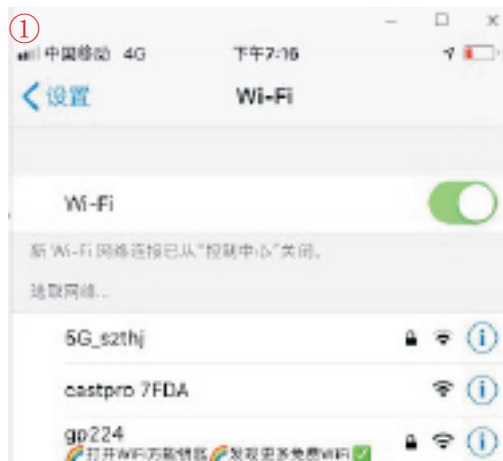 ①
中国移动 4G 下午7:16
设置 Wi-Fi
Wi-Fi
新 Wi-Fi 网络连接已从“控制中心”关闭。
选取网络...
5G_szthj
eastpro 7FDA
gp224
🌈打开WiFi万能钥匙🌈发现更多免费WiFi✅